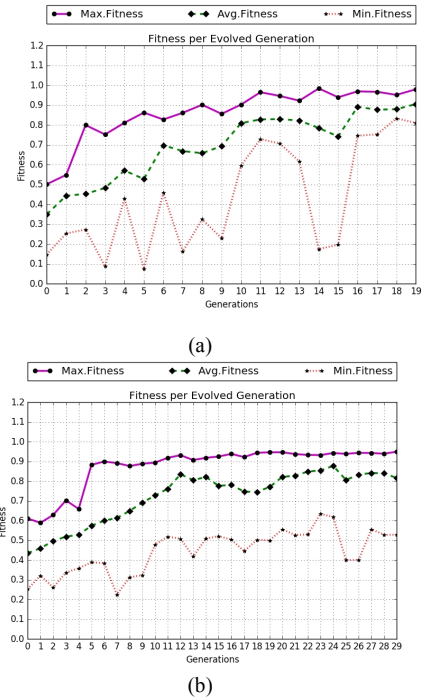 Max.Fitness Avg.Fitness Min.Fitness
Fitness per Evolved Generation
1.2
1.1
1.0
0.9
0.8
0.7
0.6
0.5
0.4
0.3
0.2
0.1
0.0
Fitness
0 1 2 3 4 5 6 7 8 9 10 11 12 13 14 15 16 17 18 19
Generations
(a)
Max.Fitness Avg.Fitness Min.Fitness
Fitness per Evolved Generation
1.2
1.1
1.0
0.9
0.8
0.7
0.6
0.5
0.4
0.3
0.2
0.1
0.0
Fitness
0 1 2 3 4 5 6 7 8 9 10 11 12 13 14 15 16 17 18 19 20 21 22 23 24 25 26 27 28 29
Generations
(b)